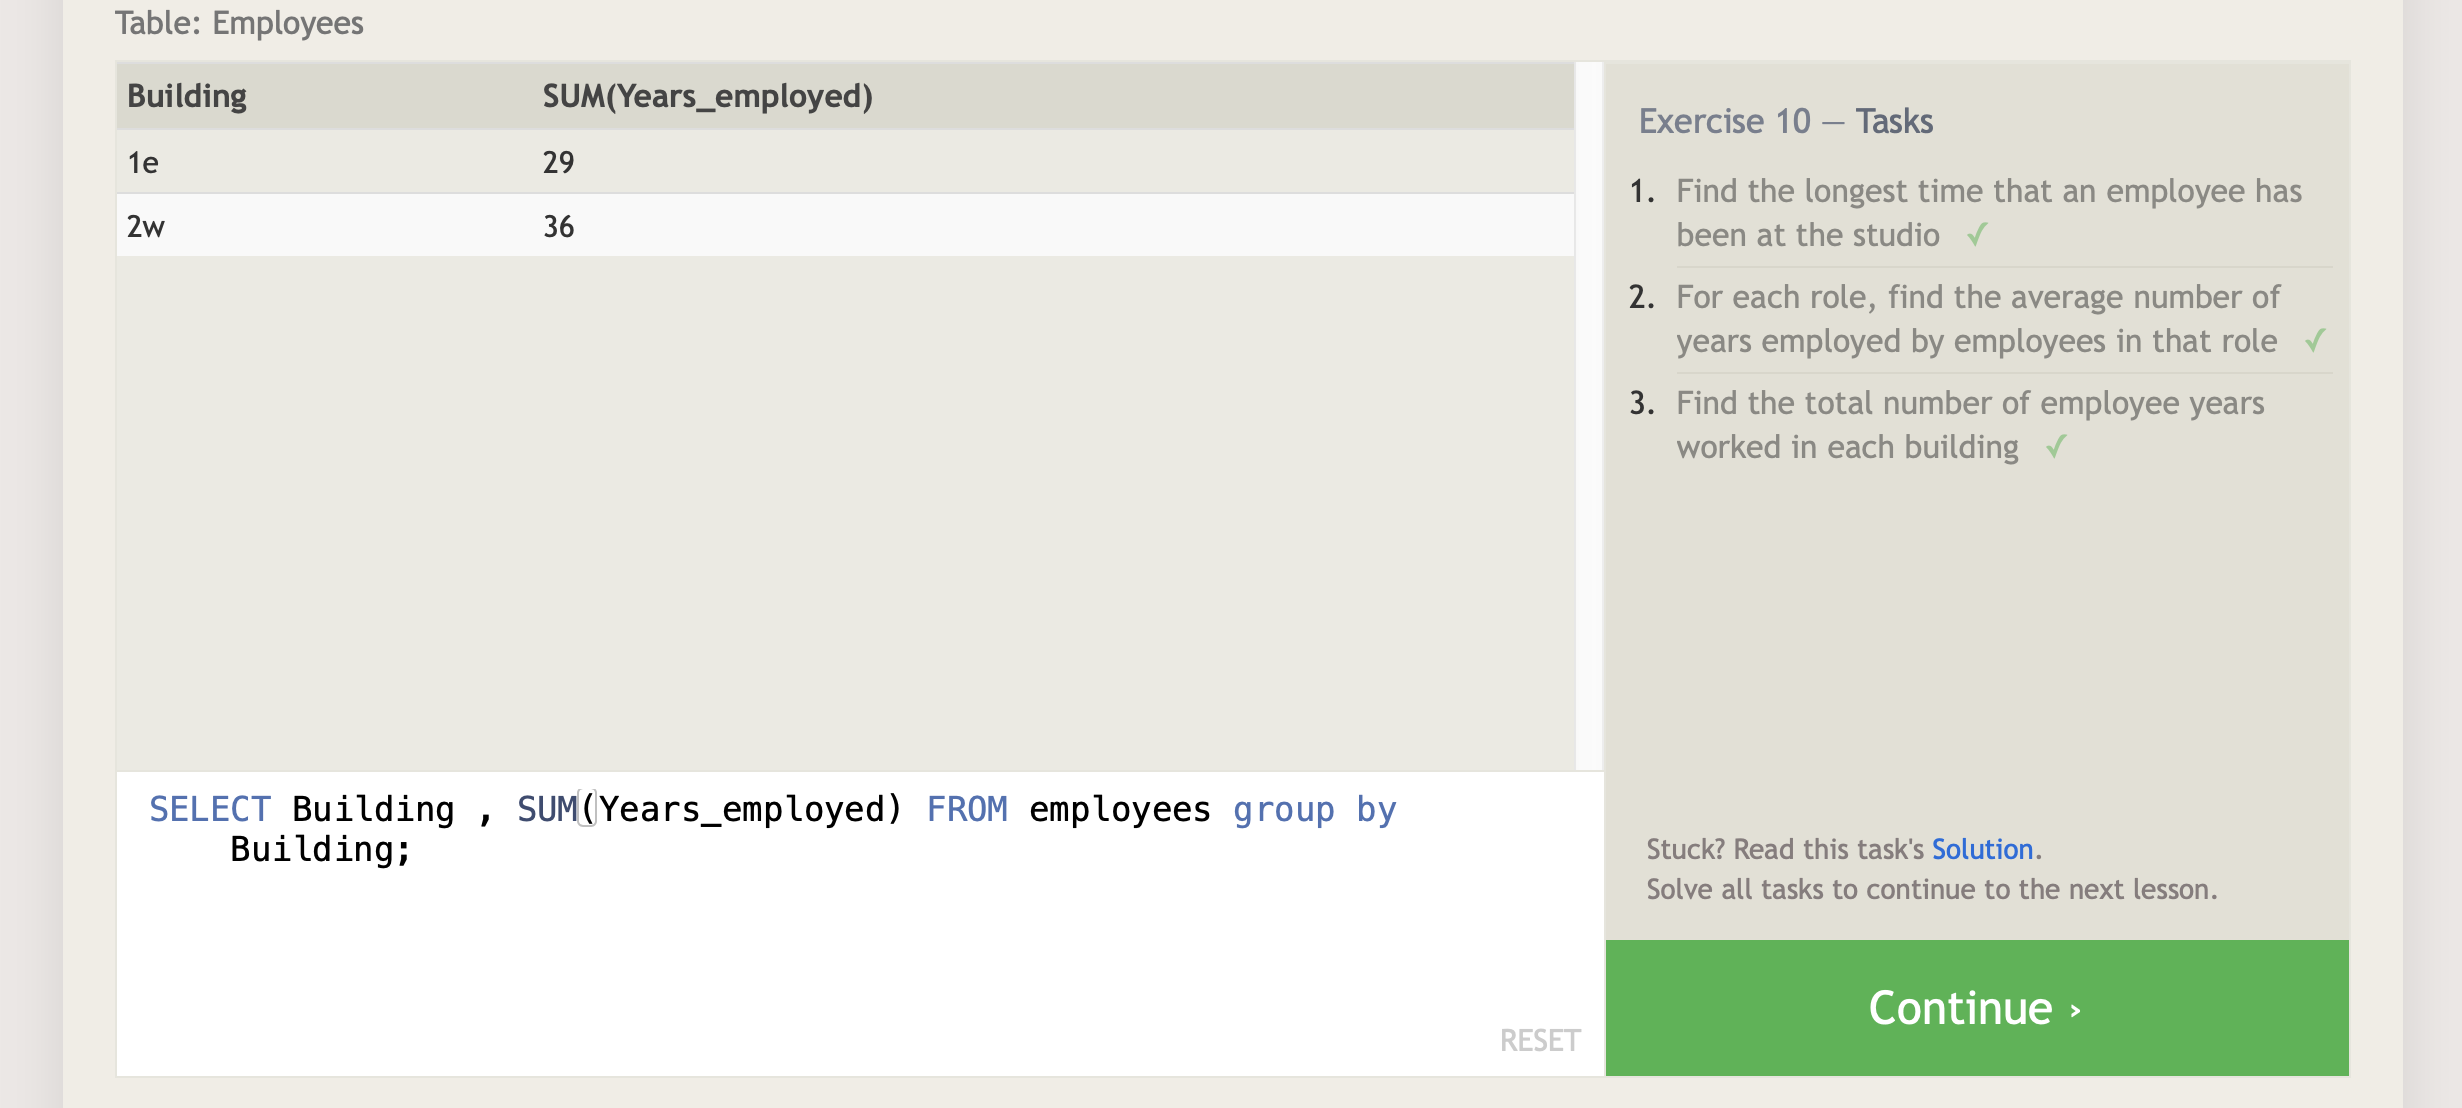 Table: Employees
Building SUM(Years_employed)
1e 29
2w 36
SELECT Building , SUM(Years_employed) FROM employees group by
Building;
RESET
Exercise 10 — Tasks
1. Find the longest time that an employee has
been at the studio ✓
2. For each role, find the average number of
years employed by employees in that role ✓
3. Find the total number of employee years
worked in each building ✓
Stuck? Read this task's Solution.
Solve all tasks to continue to the next lesson.
Continue ›